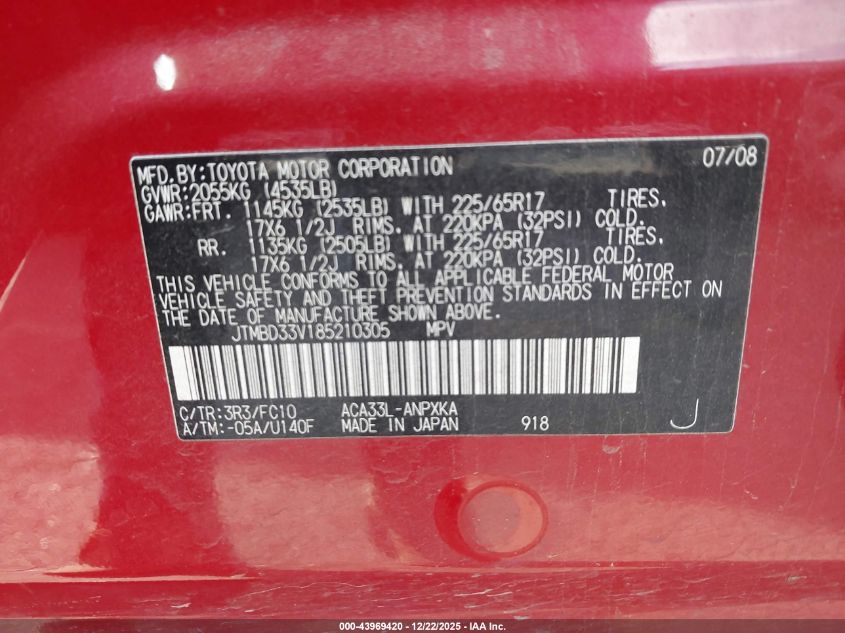 MFD.BY:TOYOTA MOTOR CORPORATION 07/08
GVWR:2055KG (4535LB)
GAWR:FRT. 1145KG (2535LB) WITH 225/65R17 TIRES.
17X6 1/2J RIMS. AT 220KPA (32PSI) COLD.
RR. 1135KG (2505LB) WITH 225/65R17 TIRES.
17X6 1/2J RIMS. AT 220KPA (32PSI) COLD.
THIS VEHICLE CONFORMS TO ALL APPLICABLE FEDERAL MOTOR
VEHICLE SAFETY AND THEFT PREVENTION STANDARDS IN EFFECT ON
THE DATE OF MANUFACTURE SHOWN ABOVE.
JTMBD33V185210305 MPV
C/TR:3R3/FC10 ACA33L-ANPXKA
A/TM:-05A/U140F MADE IN JAPAN 918 J
000-43969420 - 12/22/2025 - IAA Inc.